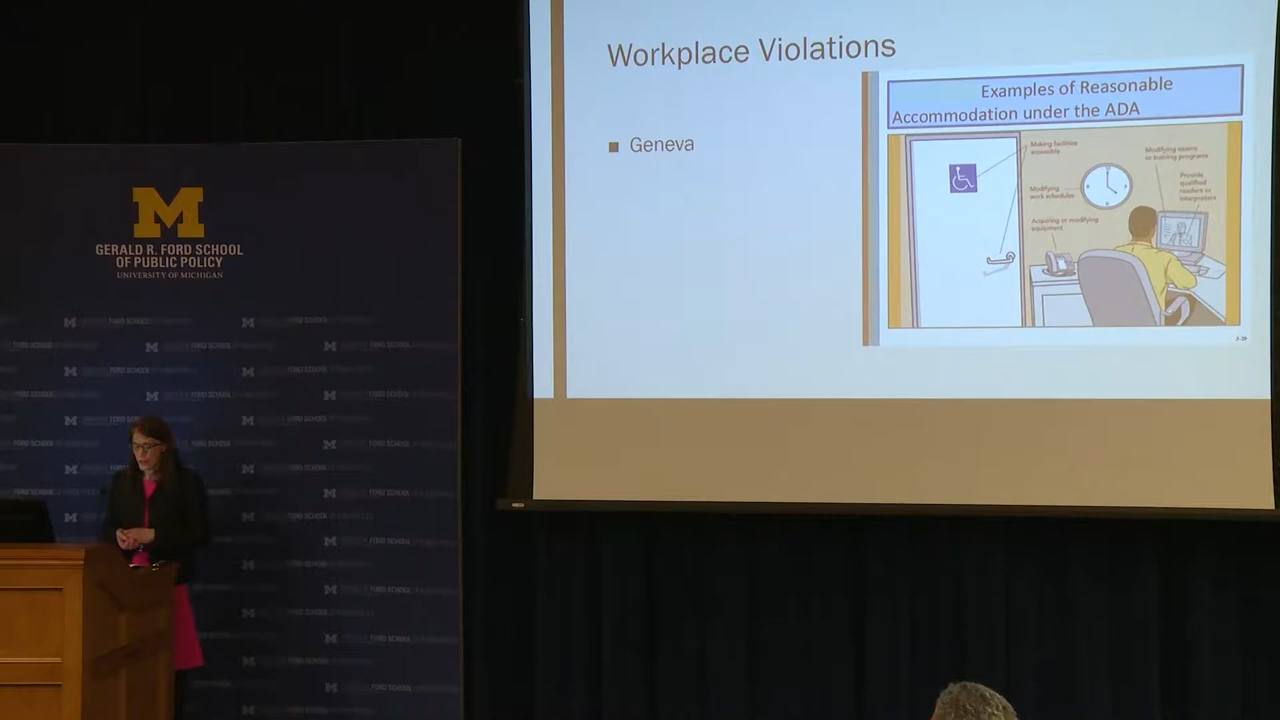 Workplace Violations
Examples of Reasonable
Accommodation under the ADA
■ Geneva
Making facilities
accessible
Modifying
work schedules
Acquiring or modifying
equipment
Modifying exams
or training programs
Provide
qualified
readers or
interpreters
M
GERALD R. FORD SCHOOL
OF PUBLIC POLICY
UNIVERSITY OF MICHIGAN
M FORD SCHOOL